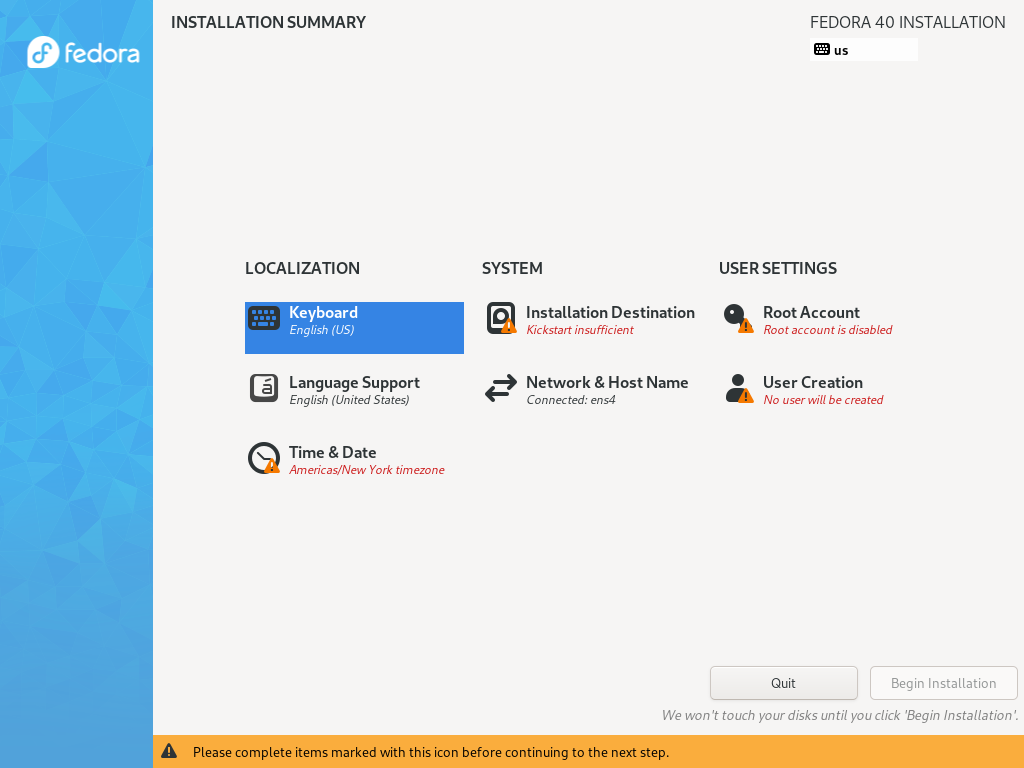 INSTALLATION SUMMARY
FEDORA 40 INSTALLATION
fedora
us
LOCALIZATION
Keyboard
English (US)
Language Support
English (United States)
Time & Date
Americas/New York timezone
SYSTEM
Installation Destination
Kickstart insufficient
Network & Host Name
Connected: ens4
USER SETTINGS
Root Account
Root account is disabled
User Creation
No user will be created
Quit
Begin Installation
We won't touch your disks until you click 'Begin Installation'.
Please complete items marked with this icon before continuing to the next step.